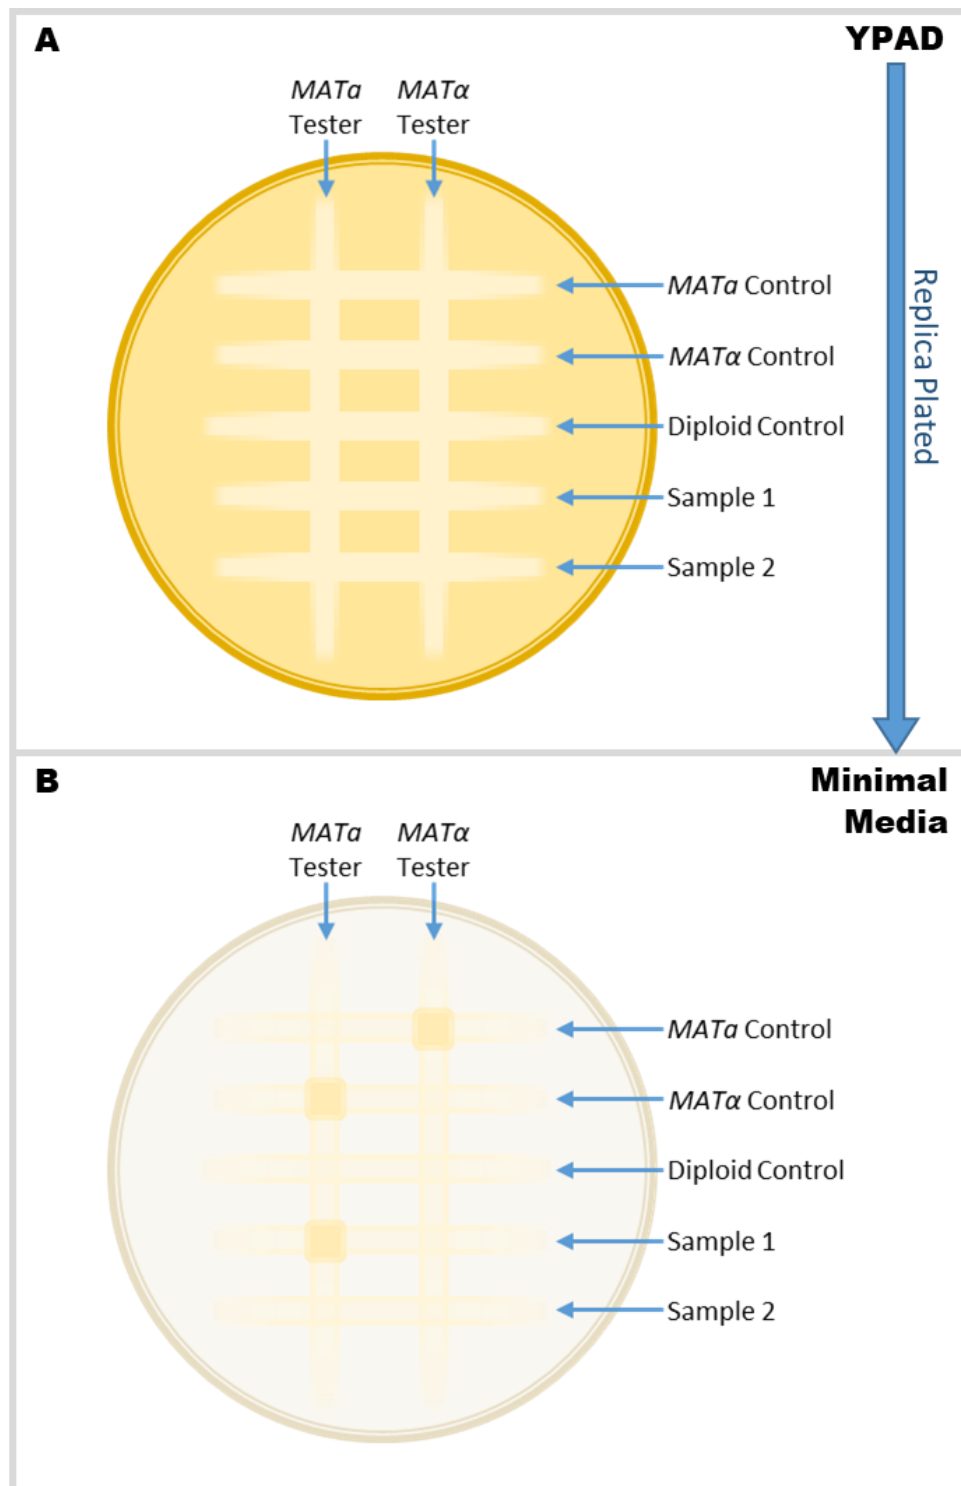 A
YPAD
MATa
Tester
MATα
Tester
MATa Control
MATα Control
Diploid Control
Sample 1
Sample 2
Replica Plated
B
Minimal
Media
MATa
Tester
MATα
Tester
MATa Control
MATα Control
Diploid Control
Sample 1
Sample 2